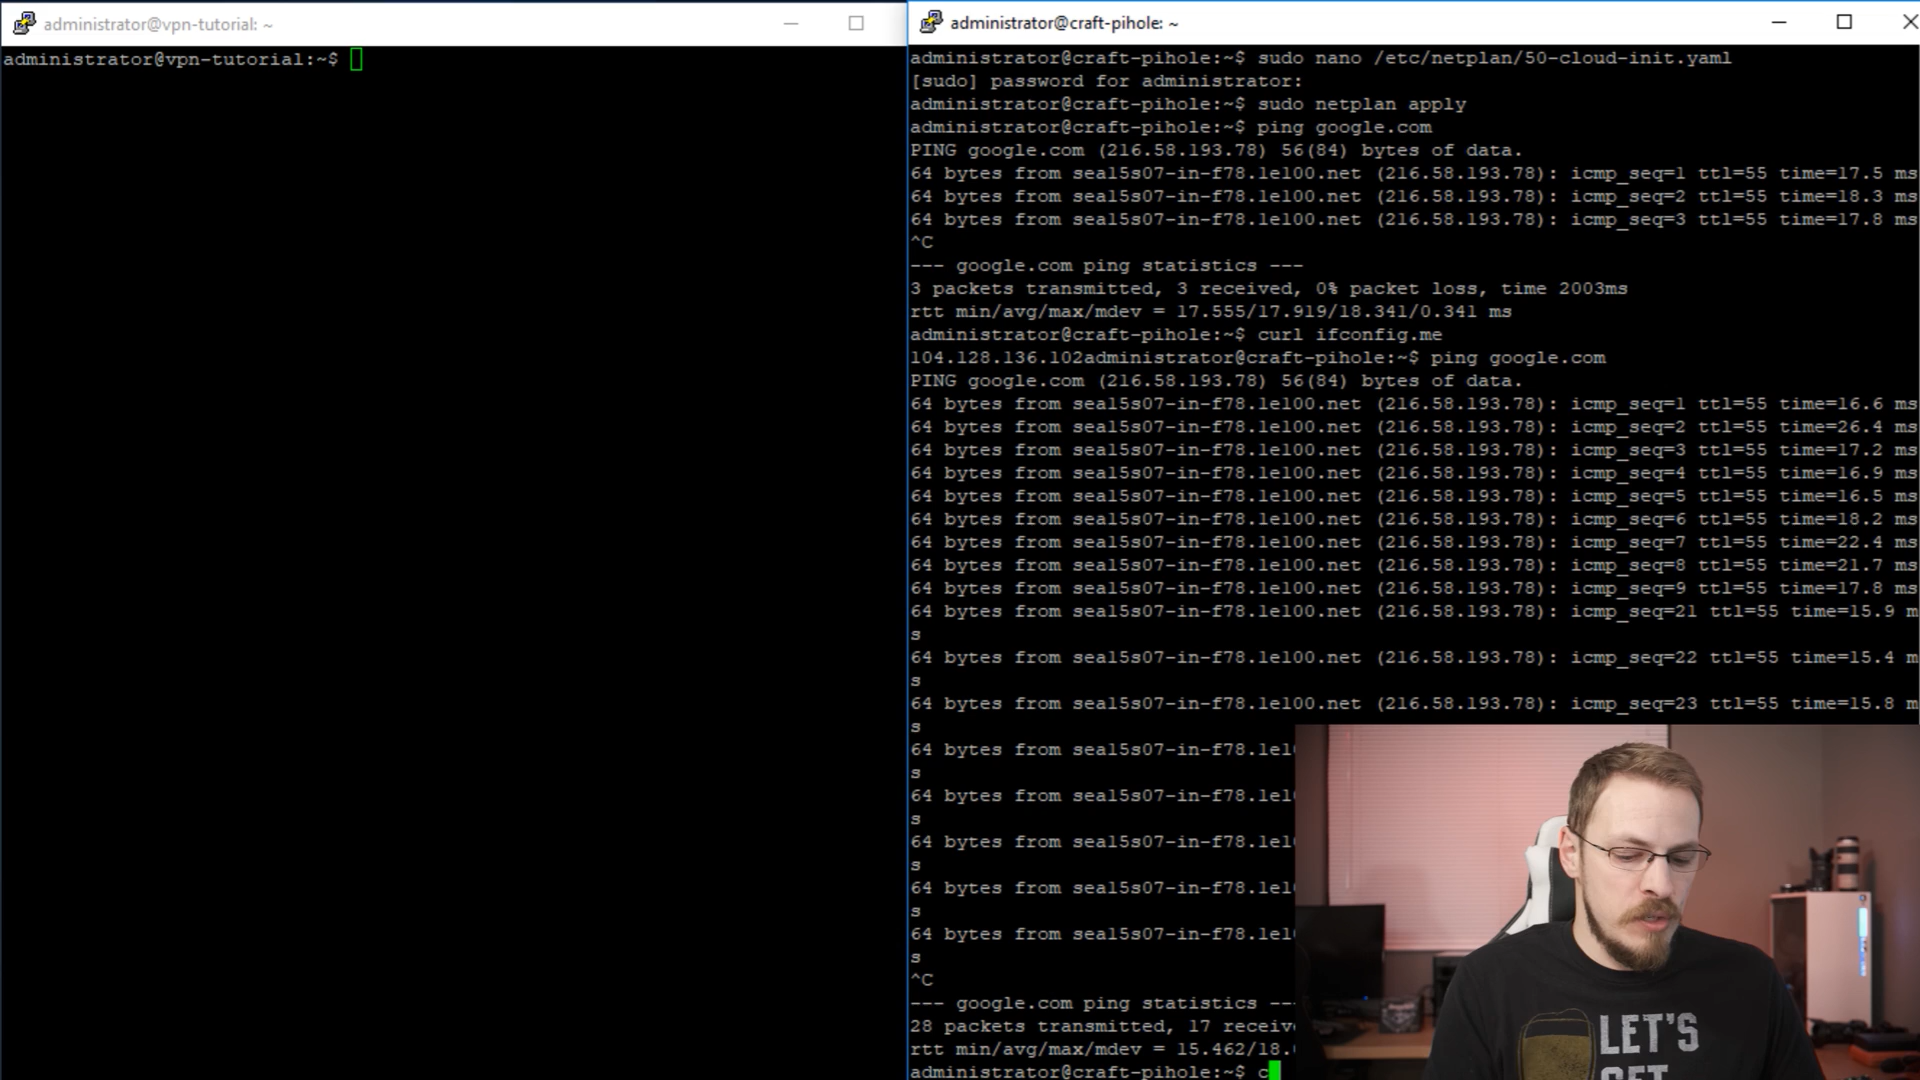 administrator@vpn-tutorial: ~
administrator@vpn-tutorial:~$
administrator@craft-pihole: ~
administrator@craft-pihole:~$ sudo nano /etc/netplan/50-cloud-init.yaml
[sudo] password for administrator:
administrator@craft-pihole:~$ sudo netplan apply
administrator@craft-pihole:~$ ping google.com
PING google.com (216.58.193.78) 56(84) bytes of data.
64 bytes from sea15s07-in-f78.1e100.net (216.58.193.78): icmp_seq=1 ttl=55 time=17.5 ms
64 bytes from sea15s07-in-f78.1e100.net (216.58.193.78): icmp_seq=2 ttl=55 time=18.3 ms
64 bytes from sea15s07-in-f78.1e100.net (216.58.193.78): icmp_seq=3 ttl=55 time=17.8 ms
^C
--- google.com ping statistics ---
3 packets transmitted, 3 received, 0% packet loss, time 2003ms
rtt min/avg/max/mdev = 17.555/17.919/18.341/0.341 ms
administrator@craft-pihole:~$ curl ifconfig.me
104.128.136.102administrator@craft-pihole:~$ ping google.com
PING google.com (216.58.193.78) 56(84) bytes of data.
64 bytes from sea15s07-in-f78.1e100.net (216.58.193.78): icmp_seq=1 ttl=55 time=16.6 ms
64 bytes from sea15s07-in-f78.1e100.net (216.58.193.78): icmp_seq=2 ttl=55 time=26.4 ms
64 bytes from sea15s07-in-f78.1e100.net (216.58.193.78): icmp_seq=3 ttl=55 time=17.2 ms
64 bytes from sea15s07-in-f78.1e100.net (216.58.193.78): icmp_seq=4 ttl=55 time=16.9 ms
64 bytes from sea15s07-in-f78.1e100.net (216.58.193.78): icmp_seq=5 ttl=55 time=16.5 ms
64 bytes from sea15s07-in-f78.1e100.net (216.58.193.78): icmp_seq=6 ttl=55 time=18.2 ms
64 bytes from sea15s07-in-f78.1e100.net (216.58.193.78): icmp_seq=7 ttl=55 time=22.4 ms
64 bytes from sea15s07-in-f78.1e100.net (216.58.193.78): icmp_seq=8 ttl=55 time=21.7 ms
64 bytes from sea15s07-in-f78.1e100.net (216.58.193.78): icmp_seq=9 ttl=55 time=17.8 ms
64 bytes from sea15s07-in-f78.1e100.net (216.58.193.78): icmp_seq=21 ttl=55 time=15.9 m
s
64 bytes from sea15s07-in-f78.1e100.net (216.58.193.78): icmp_seq=22 ttl=55 time=15.4 m
s
64 bytes from sea15s07-in-f78.1e100.net (216.58.193.78): icmp_seq=23 ttl=55 time=15.8 m
s
64 bytes from sea15s07-in-f78.1e1
s
64 bytes from sea15s07-in-f78.1e1
s
64 bytes from sea15s07-in-f78.1e1
s
64 bytes from sea15s07-in-f78.1e1
s
64 bytes from sea15s07-in-f78.1e1
s
^C
--- google.com ping statistics --
28 packets transmitted, 17 receiv
rtt min/avg/max/mdev = 15.462/18.
administrator@craft-pihole:~$ c
LET'S
GET